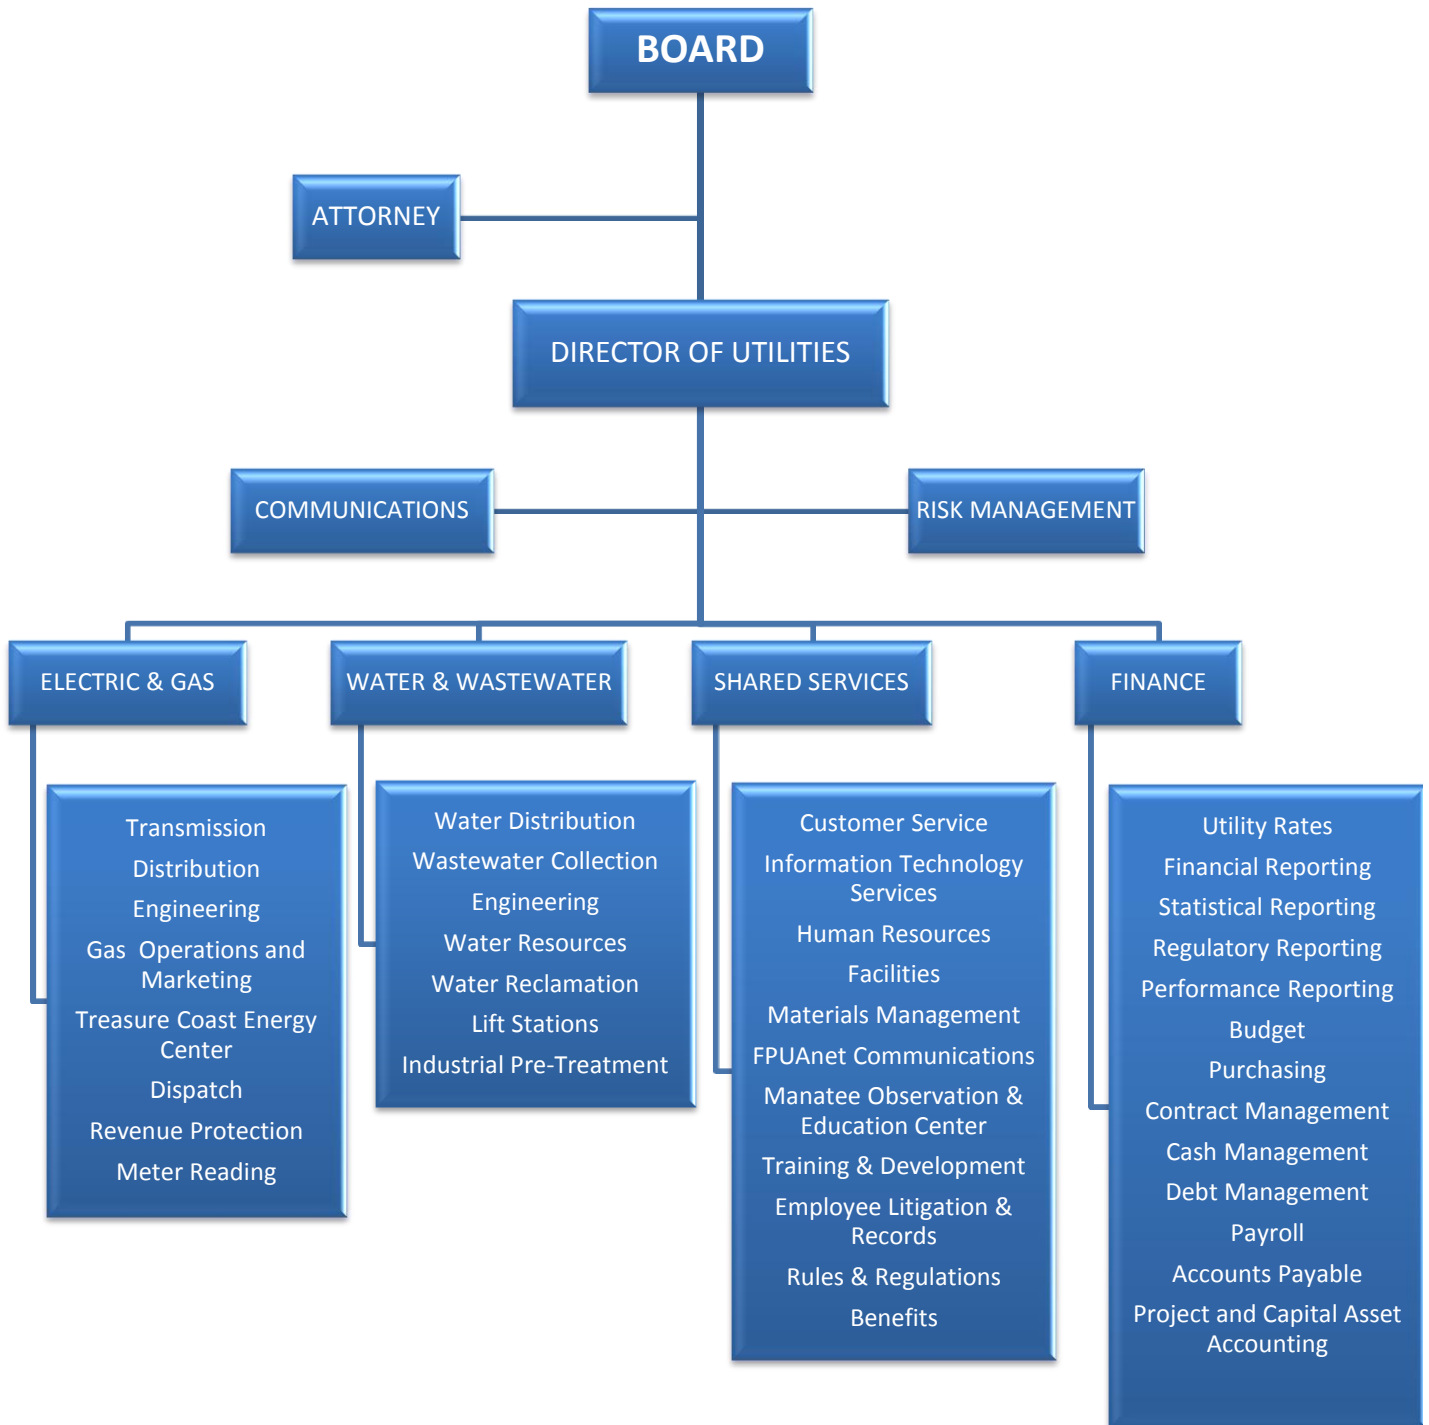 BOARD
ATTORNEY
DIRECTOR OF UTILITIES
COMMUNICATIONS
RISK MANAGEMENT
ELECTRIC & GAS
WATER & WASTEWATER
SHARED SERVICES
FINANCE
Transmission
Distribution
Engineering
Gas  Operations and
Marketing
Treasure Coast Energy
Center
Dispatch
Revenue Protection
Meter Reading
Water Distribution
Wastewater Collection
Engineering
Water Resources
Water Reclamation
Lift Stations
Industrial Pre-Treatment
Customer Service
Information Technology
Services
Human Resources
Facilities
Materials Management
FPUAnet Communications
Manatee Observation &
Education Center
Training & Development
Employee Litigation &
Records
Rules & Regulations
Benefits
Utility Rates
Financial Reporting
Statistical Reporting
Regulatory Reporting
Performance Reporting
Budget
Purchasing
Contract Management
Cash Management
Debt Management
Payroll
Accounts Payable
Project and Capital Asset
Accounting